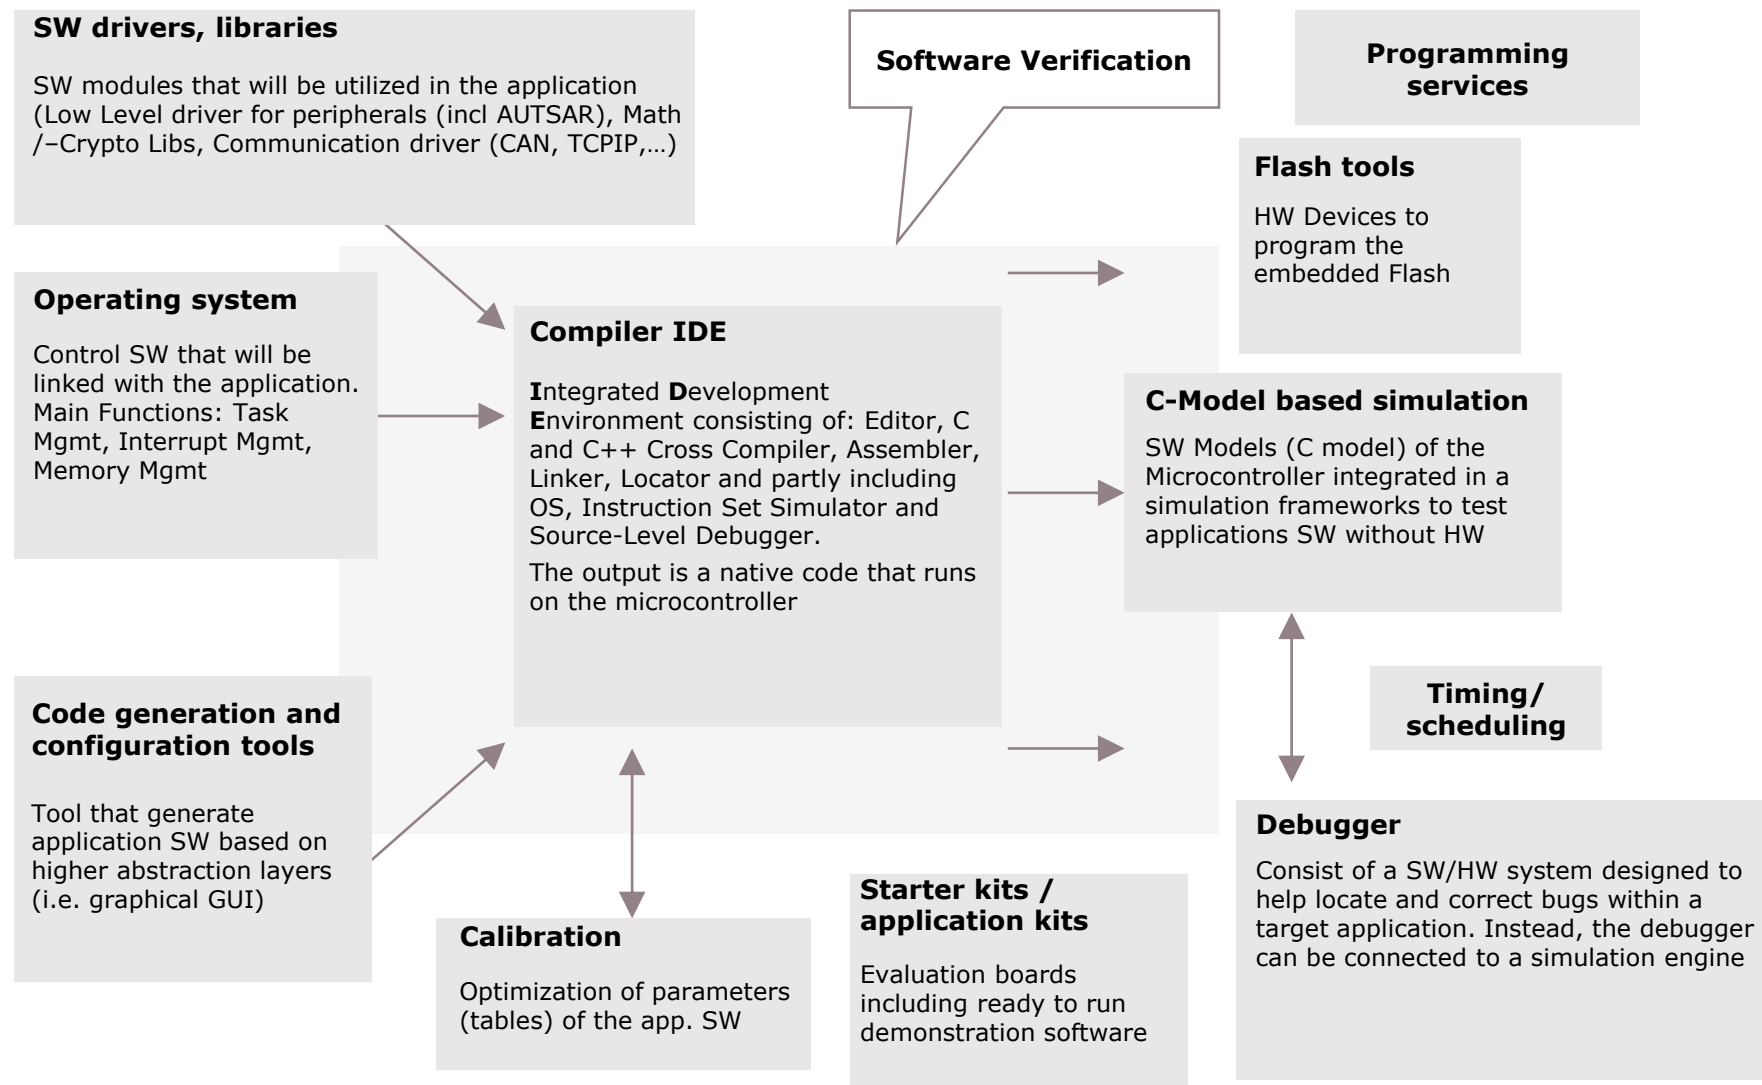 SW drivers, libraries
SW modules that will be utilized in the application
(Low Level driver for peripherals (incl AUTSAR), Math
/–Crypto Libs, Communication driver (CAN, TCPIP,…)
Software Verification
Programming
services
Flash tools
HW Devices to
program the
embedded Flash
Operating system
Control SW that will be
linked with the application.
Main Functions: Task
Mgmt, Interrupt Mgmt,
Memory Mgmt
Compiler IDE
Integrated Development
Environment consisting of: Editor, C
and C++ Cross Compiler, Assembler,
Linker, Locator and partly including
OS, Instruction Set Simulator and
Source-Level Debugger.
The output is a native code that runs
on the microcontroller
C-Model based simulation
SW Models (C model) of the
Microcontroller integrated in a
simulation frameworks to test
applications SW without HW
Code generation and
configuration tools
Tool that generate
application SW based on
higher abstraction layers
(i.e. graphical GUI)
Timing/
scheduling
Calibration
Optimization of parameters
(tables) of the app. SW
Starter kits /
application kits
Evaluation boards
including ready to run
demonstration software
Debugger
Consist of a SW/HW system designed to
help locate and correct bugs within a
target application. Instead, the debugger
can be connected to a simulation engine